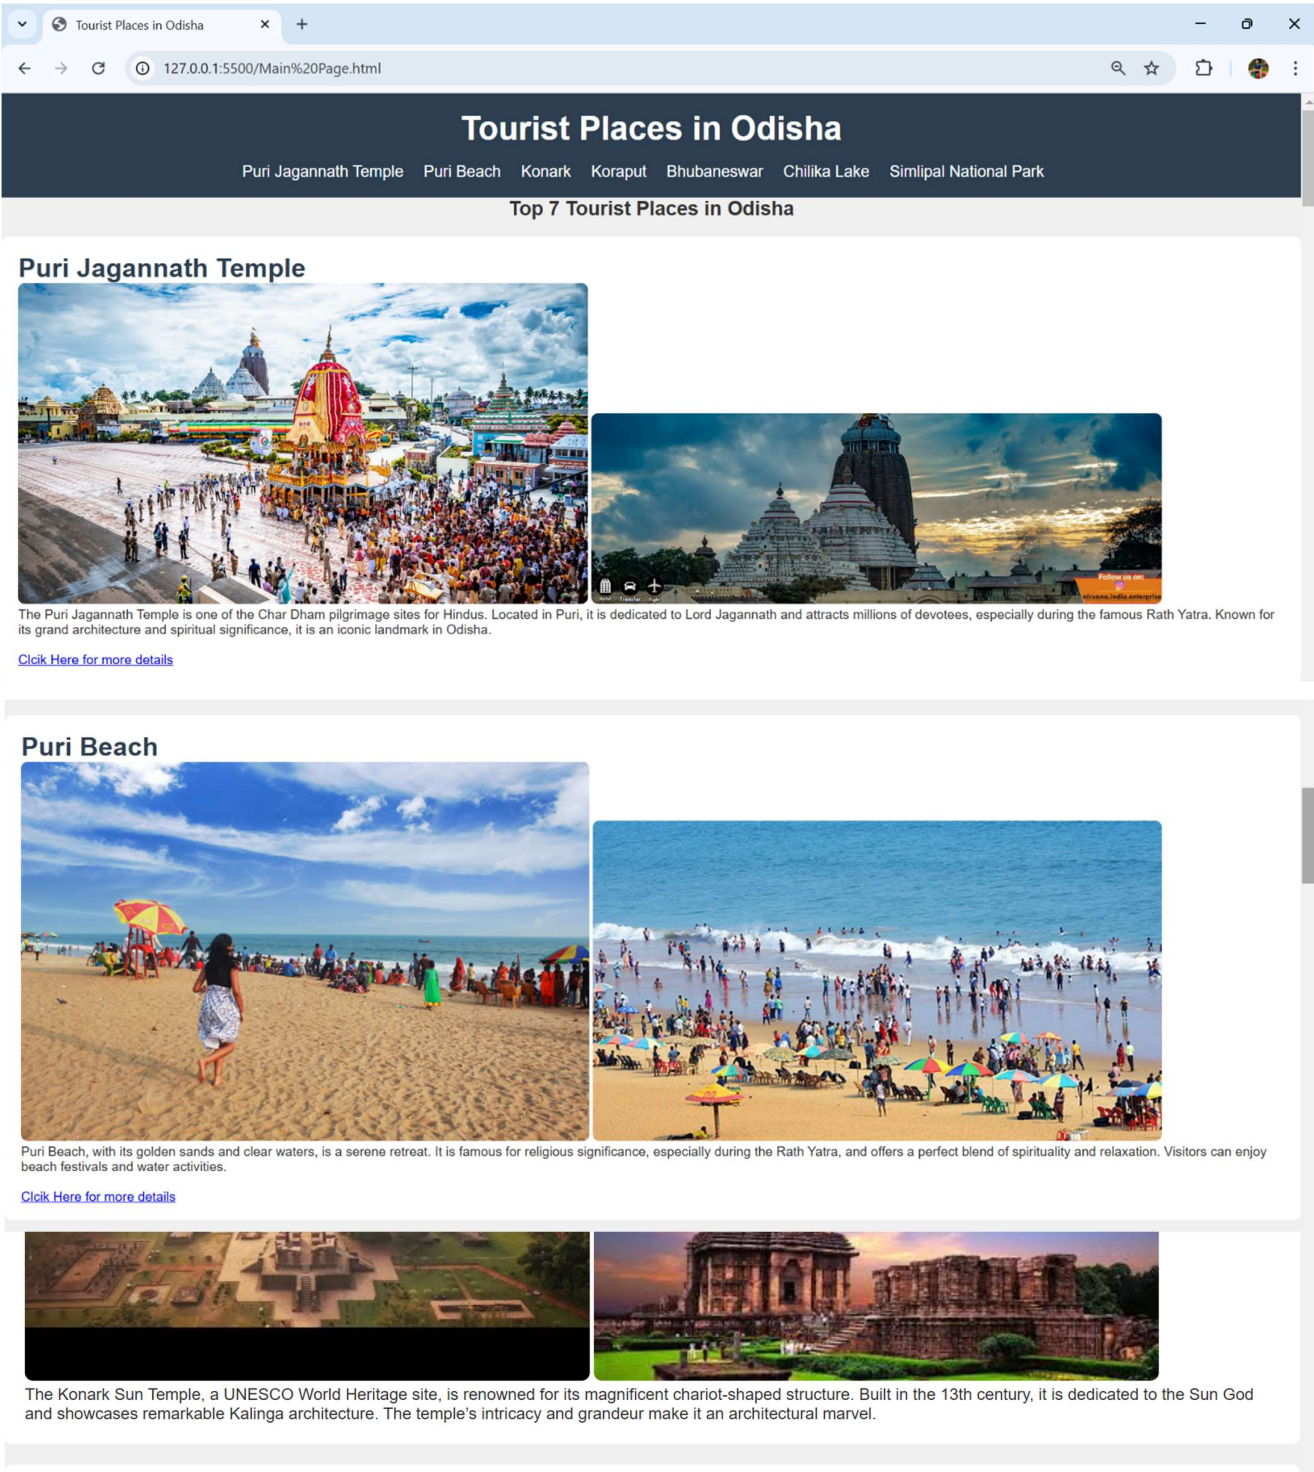 Tourist Places in Odisha
127.0.0.1:5500/Main%20Page.html
Tourist Places in Odisha
Puri Jagannath Temple Puri Beach Konark Koraput Bhubaneswar Chilika Lake Simlipal National Park
Top 7 Tourist Places in Odisha
Puri Jagannath Temple
Follow us on:
nirvana.india.enterprise
Hotel Transfer Flight
The Puri Jagannath Temple is one of the Char Dham pilgrimage sites for Hindus. Located in Puri, it is dedicated to Lord Jagannath and attracts millions of devotees, especially during the famous Rath Yatra. Known for
its grand architecture and spiritual significance, it is an iconic landmark in Odisha.
Clcik Here for more details
Puri Beach
Puri Beach, with its golden sands and clear waters, is a serene retreat. It is famous for religious significance, especially during the Rath Yatra, and offers a perfect blend of spirituality and relaxation. Visitors can enjoy
beach festivals and water activities.
Clcik Here for more details
The Konark Sun Temple, a UNESCO World Heritage site, is renowned for its magnificent chariot-shaped structure. Built in the 13th century, it is dedicated to the Sun God
and showcases remarkable Kalinga architecture. The temple’s intricacy and grandeur make it an architectural marvel.